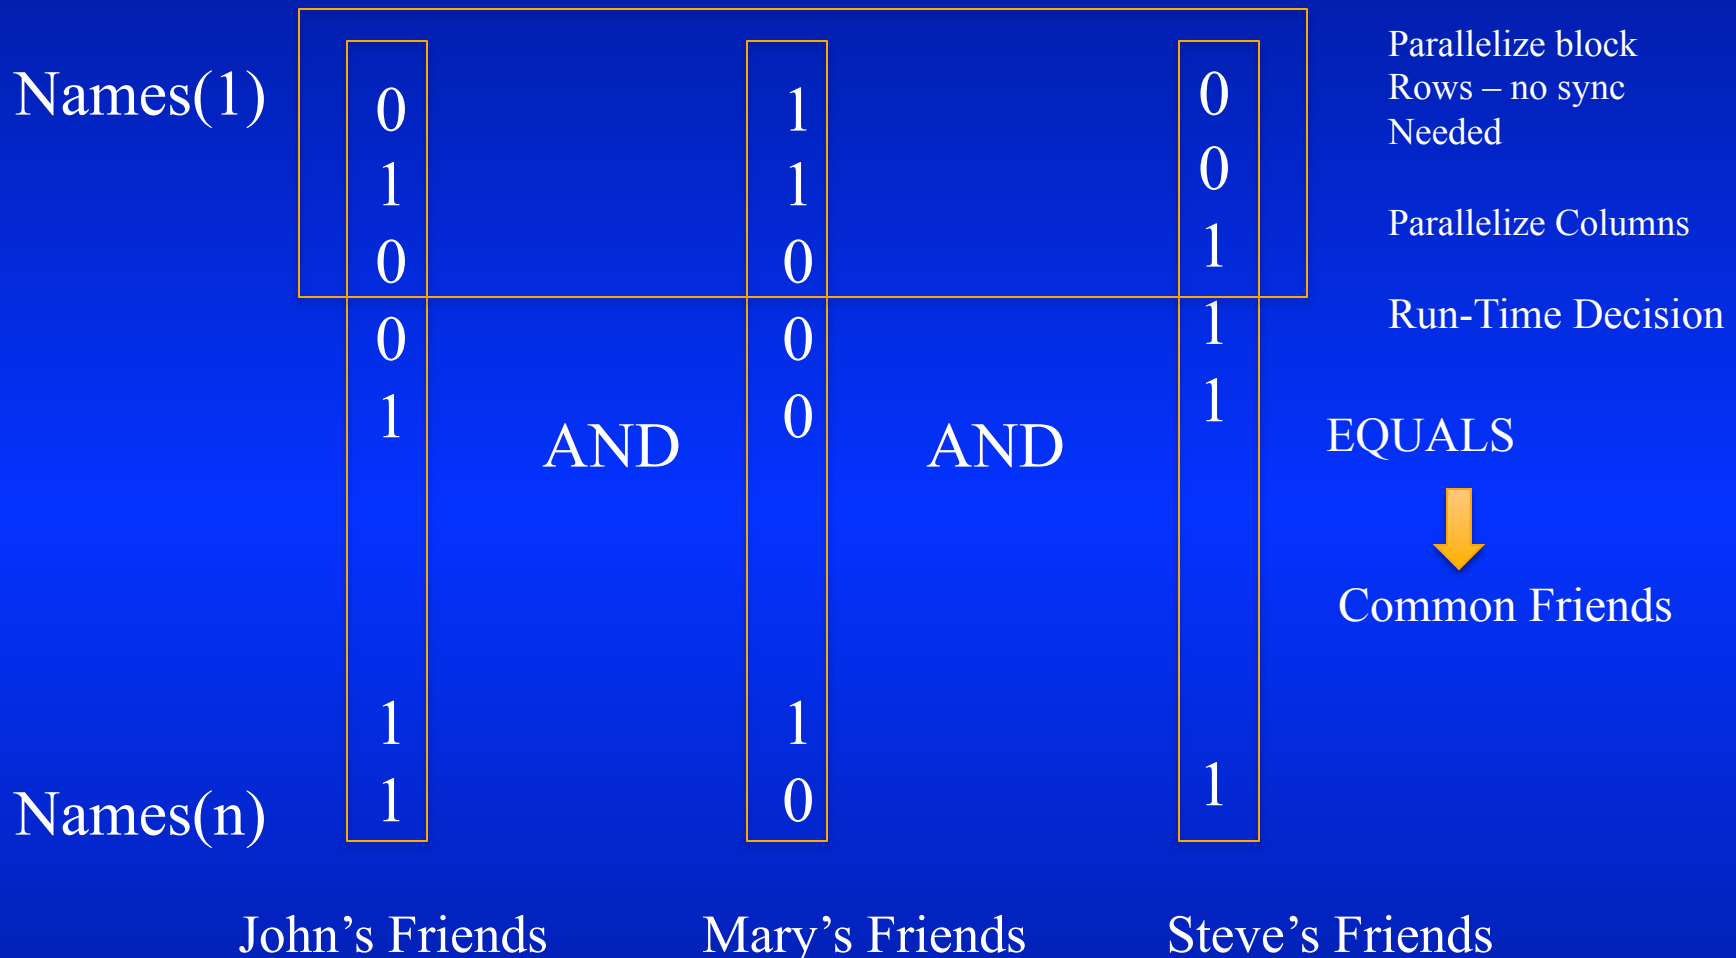 Names(1)
0 1 0
1 1 0
0 0 1
0 0 1
1 0 1
AND AND
1 1
1 0 1
Names(n)
John’s Friends Mary’s Friends Steve’s Friends
Parallelize block
Rows – no sync
Needed
Parallelize Columns
Run-Time Decision
EQUALS
Common Friends